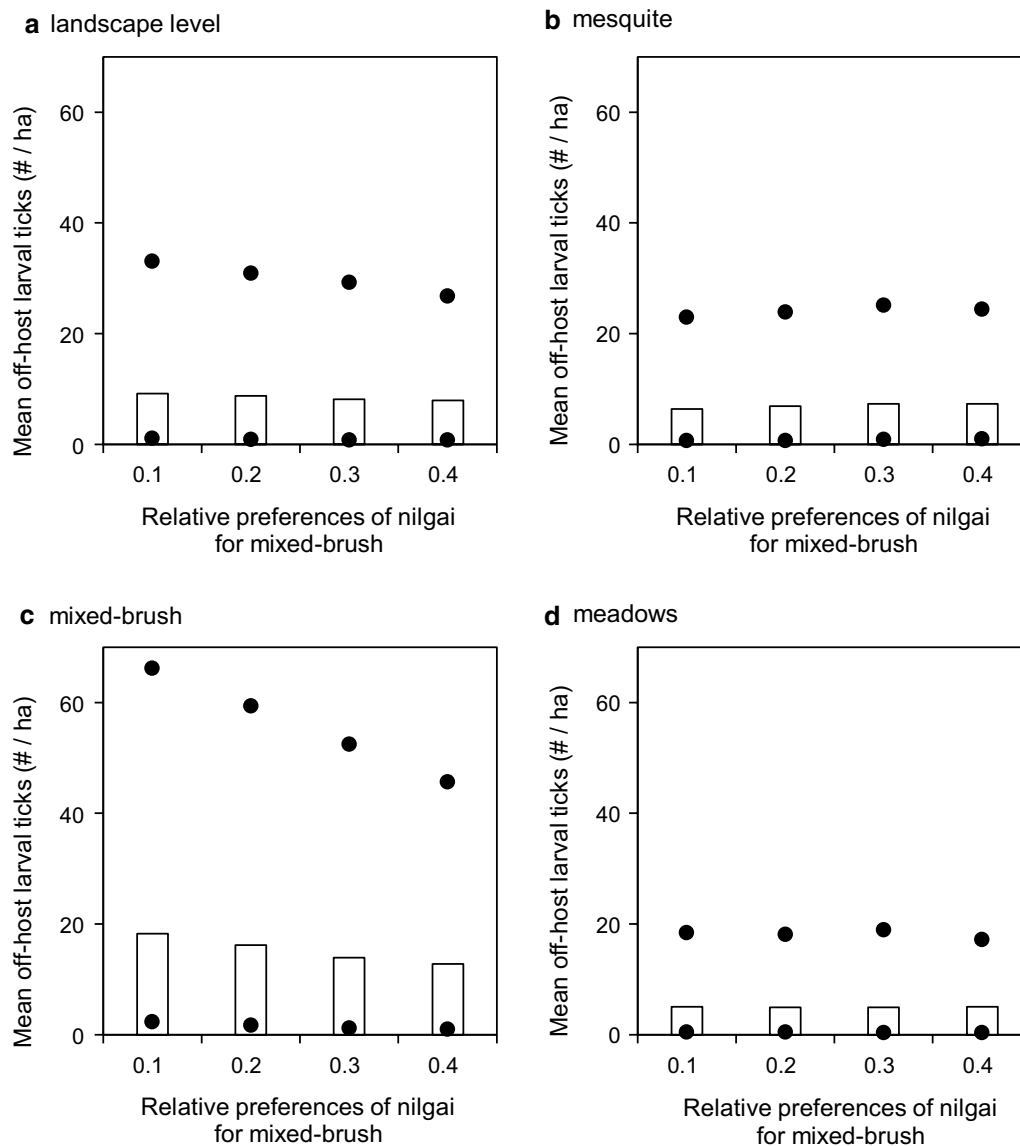 a landscape level
Mean off-host larval ticks (# / ha)
60
40
20
0
0.1 0.2 0.3 0.4
Relative preferences of nilgai
for mixed-brush
b mesquite
Mean off-host larval ticks (# / ha)
60
40
20
0
0.1 0.2 0.3 0.4
Relative preferences of nilgai
for mixed-brush
c mixed-brush
Mean off-host larval ticks (# / ha)
60
40
20
0
0.1 0.2 0.3 0.4
Relative preferences of nilgai
for mixed-brush
d meadows
Mean off-host larval ticks (# / ha)
60
40
20
0
0.1 0.2 0.3 0.4
Relative preferences of nilgai
for mixed-brush